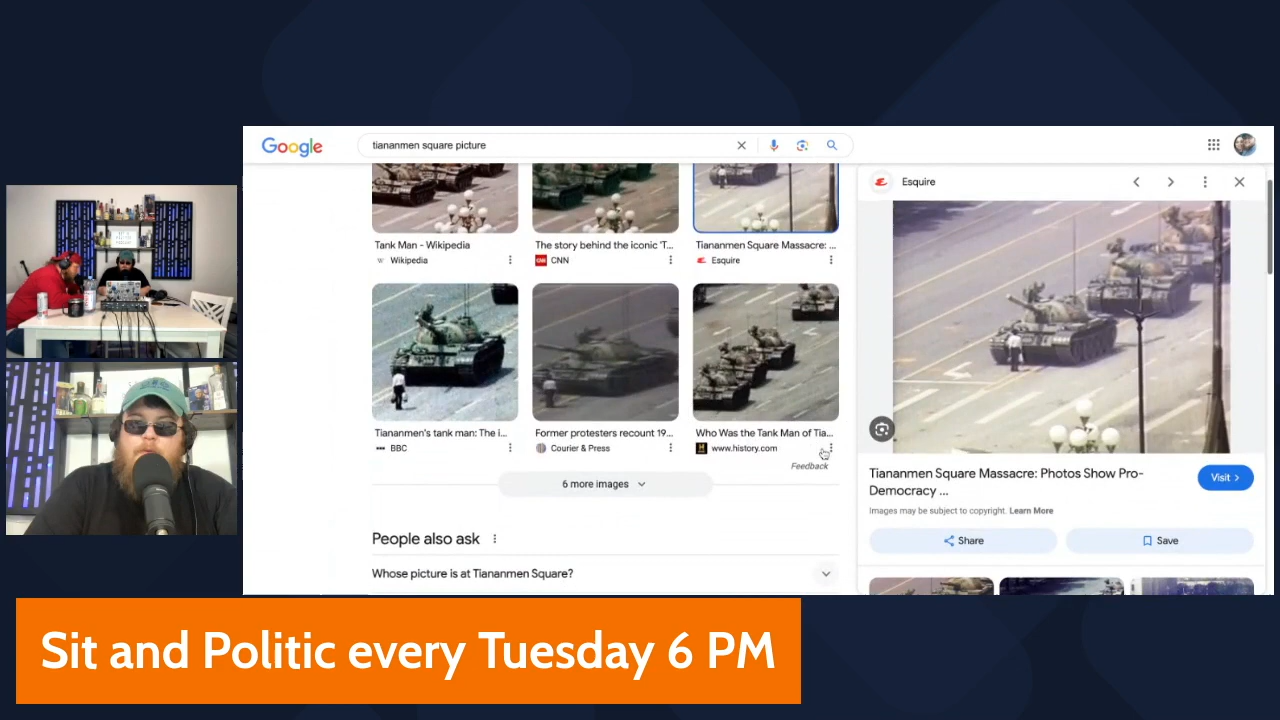 Google
tiananmen square picture
Tank Man - Wikipedia
Wikipedia
The story behind the iconic 'T...
CNN
Tiananmen Square Massacre: ...
Esquire
Tiananmen's tank man: The i...
BBC
Former protesters recount 19...
Courier & Press
Who Was the Tank Man of Tia...
www.history.com
Feedback
6 more images
People also ask
Whose picture is at Tiananmen Square?
Esquire
Tiananmen Square Massacre: Photos Show Pro-
Democracy ...
Visit
Images may be subject to copyright. Learn More
Share
Save
Sit and Politic every Tuesday 6 PM